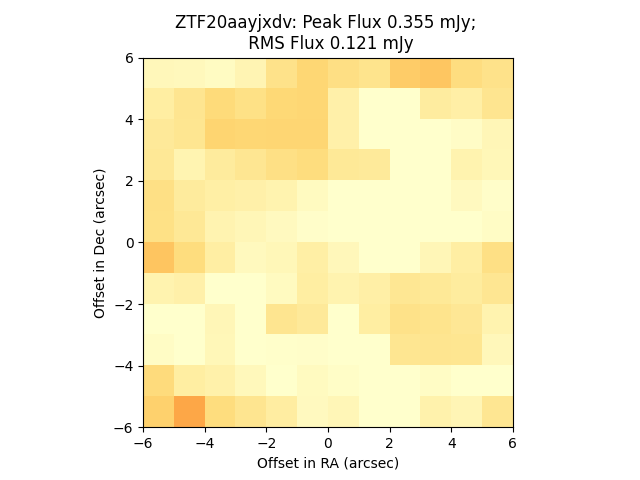 ZTF20aayjxdv: Peak Flux 0.355 mJy;
RMS Flux 0.121 mJy
6
4
2
0
−2
−4
−6
Offset in Dec (arcsec)
−6 −4 −2 0 2 4 6
Offset in RA (arcsec)